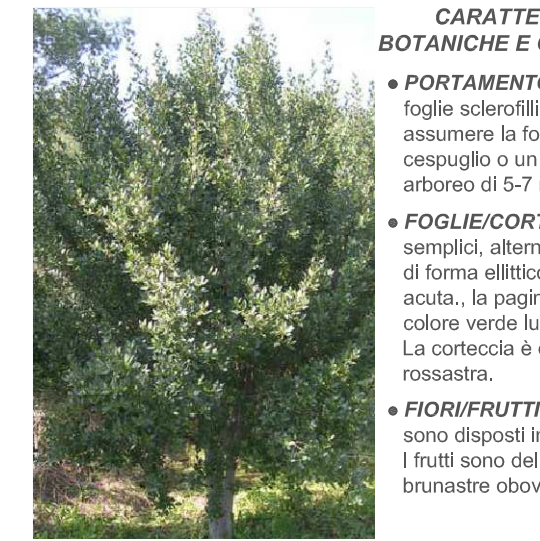 CARATTE
BOTANICHE E
● PORTAMENTO
foglie sclerofilli
assumere la fo
cespuglio o un
arboreo di 5-7
● FOGLIE/CORT
semplici, altern
di forma ellittic
acuta., la pagin
colore verde lu
La corteccia è
rossastra.
● FIORI/FRUTTI
sono disposti in
I frutti sono del
brunastre obov